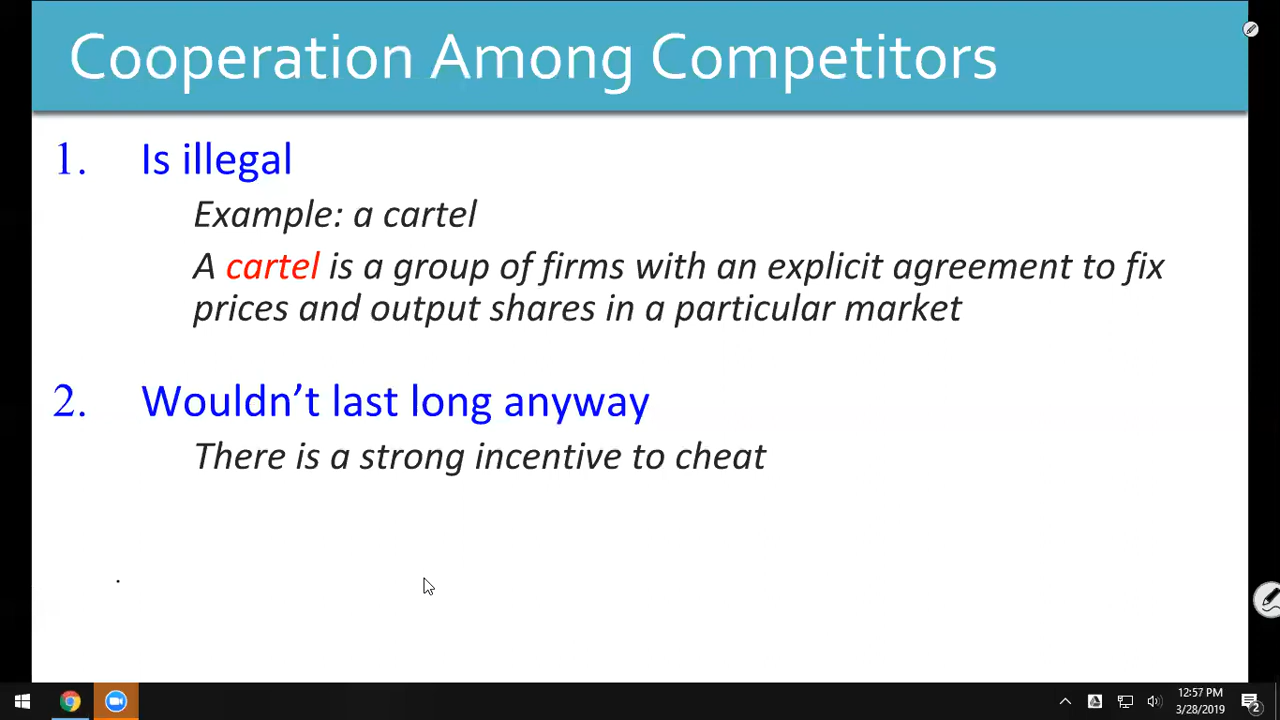 Cooperation Among Competitors
1. Is illegal
Example: a cartel
A cartel is a group of firms with an explicit agreement to fix
prices and output shares in a particular market
2. Wouldn’t last long anyway
There is a strong incentive to cheat
.
12:57 PM
3/28/2019
2